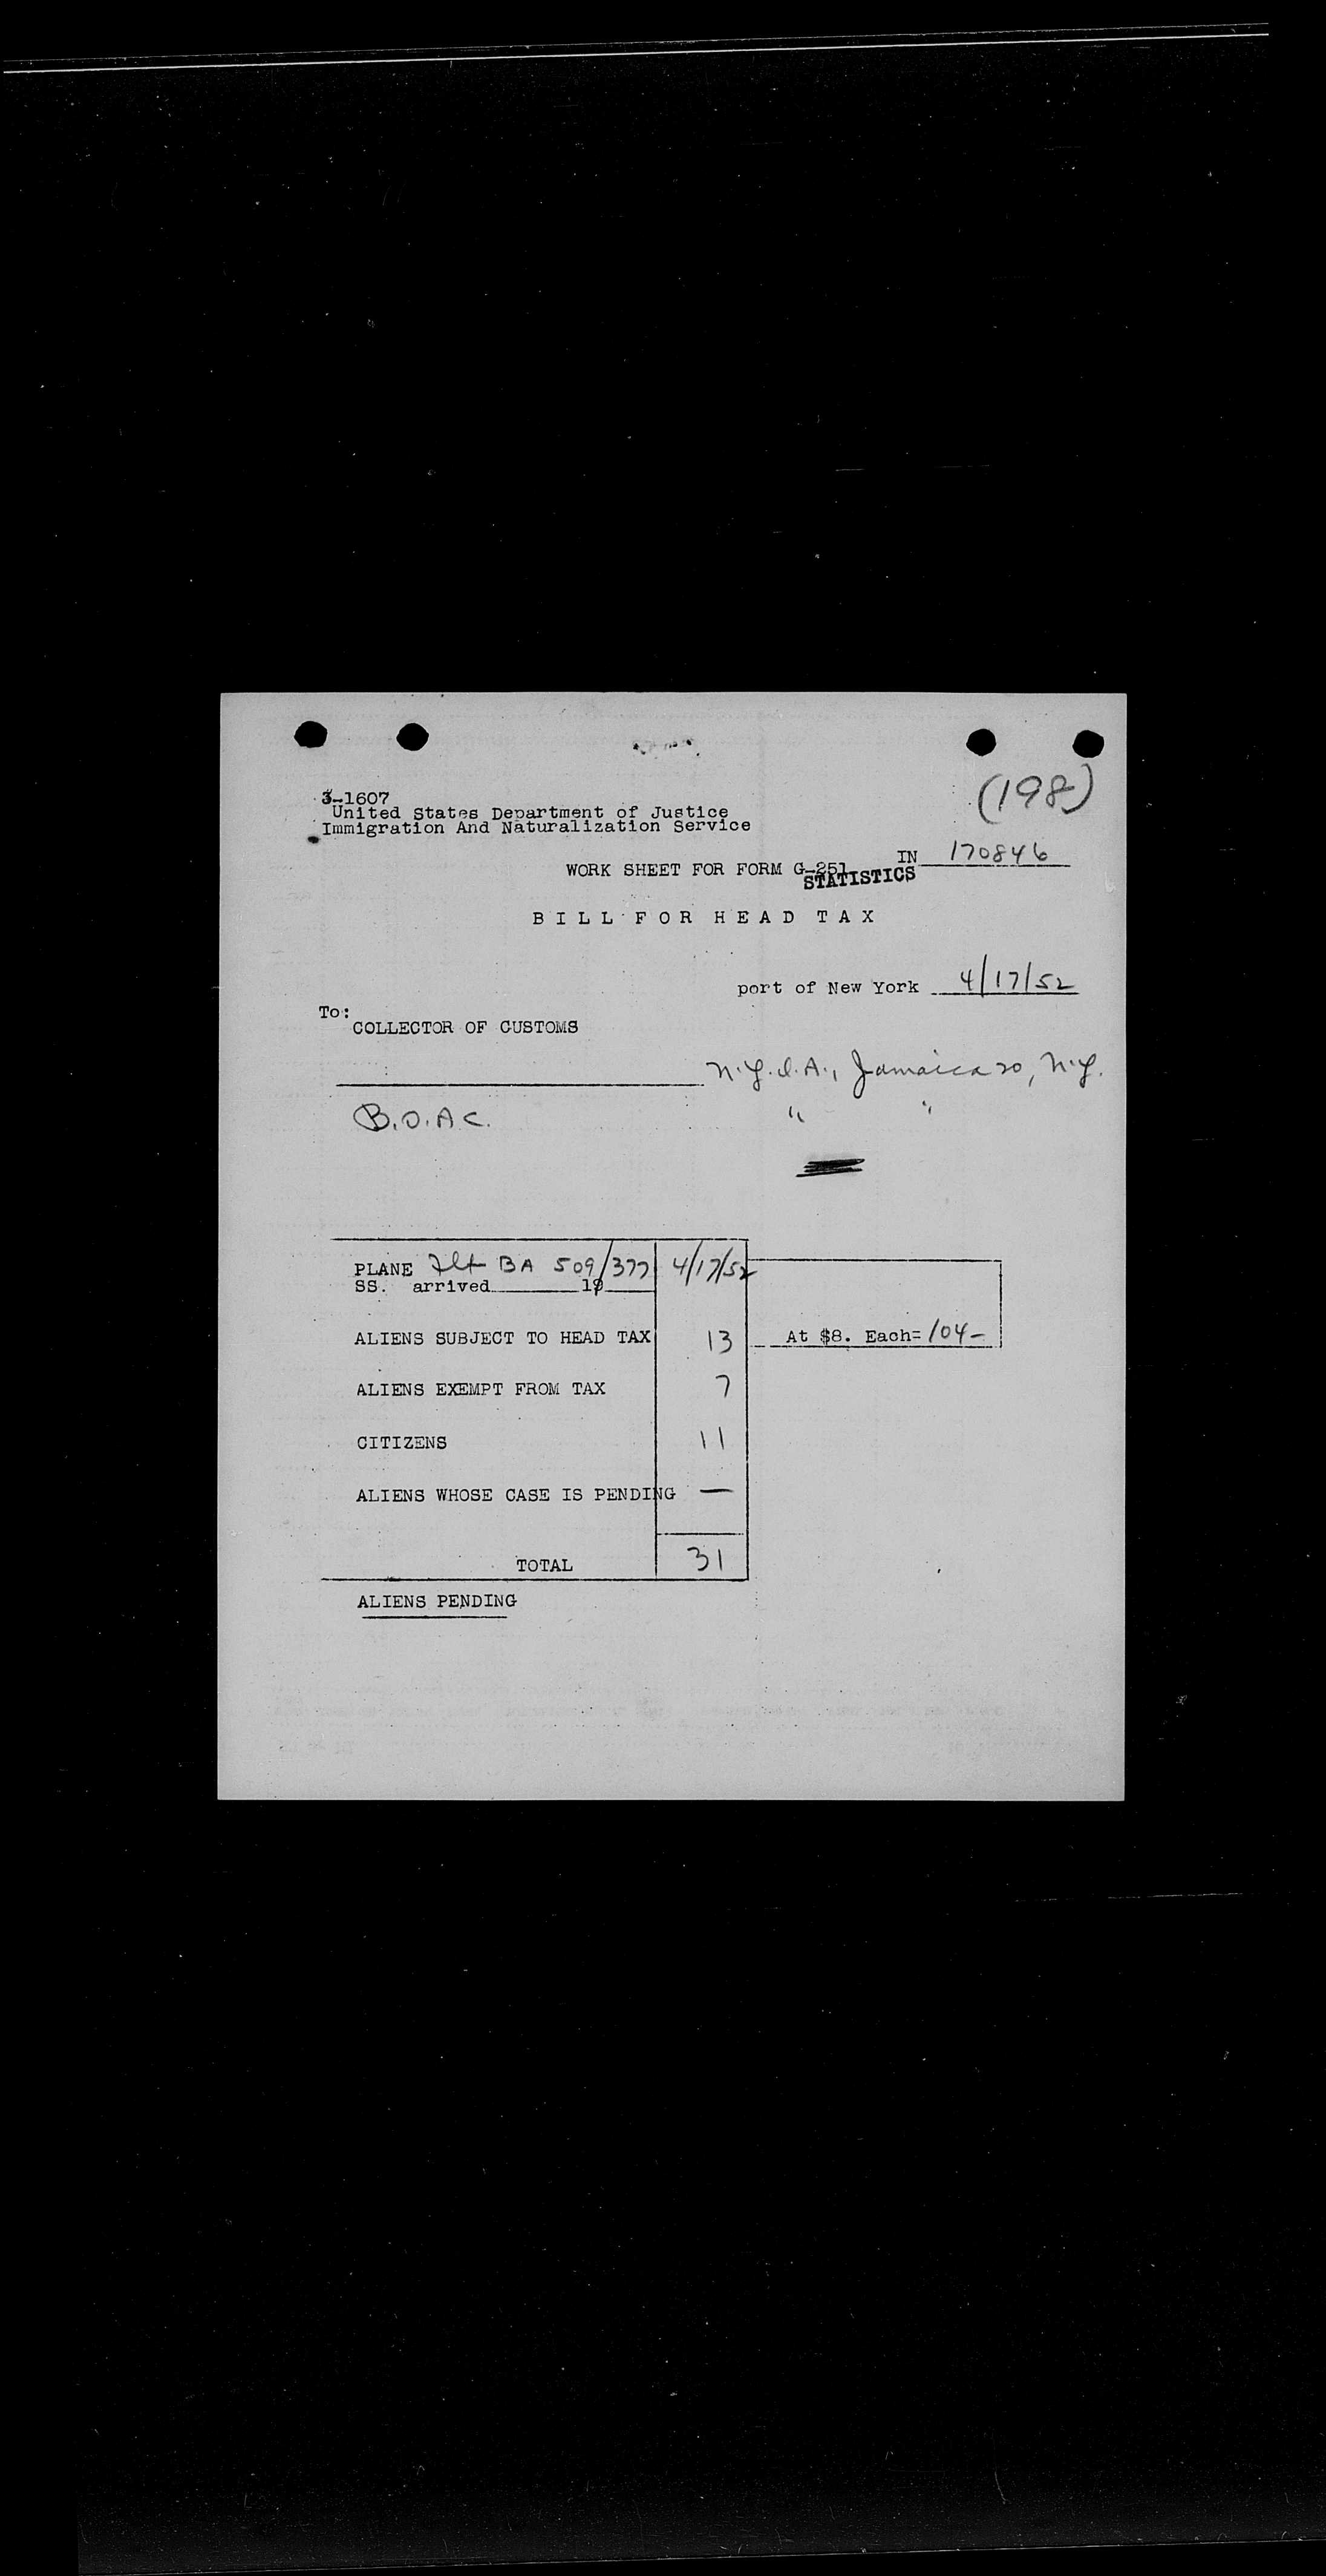 (198)
3-1607
United States Department of Justice
Immigration And Naturalization Service
IN 170846
WORK SHEET FOR FORM G-251
STATISTICS
BILL FOR HEAD TAX
port of New York 4/17/52
To:
COLLECTOR OF CUSTOMS
N.Y.I.A., Jamaica 20, N.Y.
B.O.A.C. " "
PLANE Flt BA 509/377 4/17/52
SS. arrived 19
ALIENS SUBJECT TO HEAD TAX 13 At $8. Each= 104-
ALIENS EXEMPT FROM TAX 7
CITIZENS 11
ALIENS WHOSE CASE IS PENDING —
TOTAL 31
ALIENS PENDING